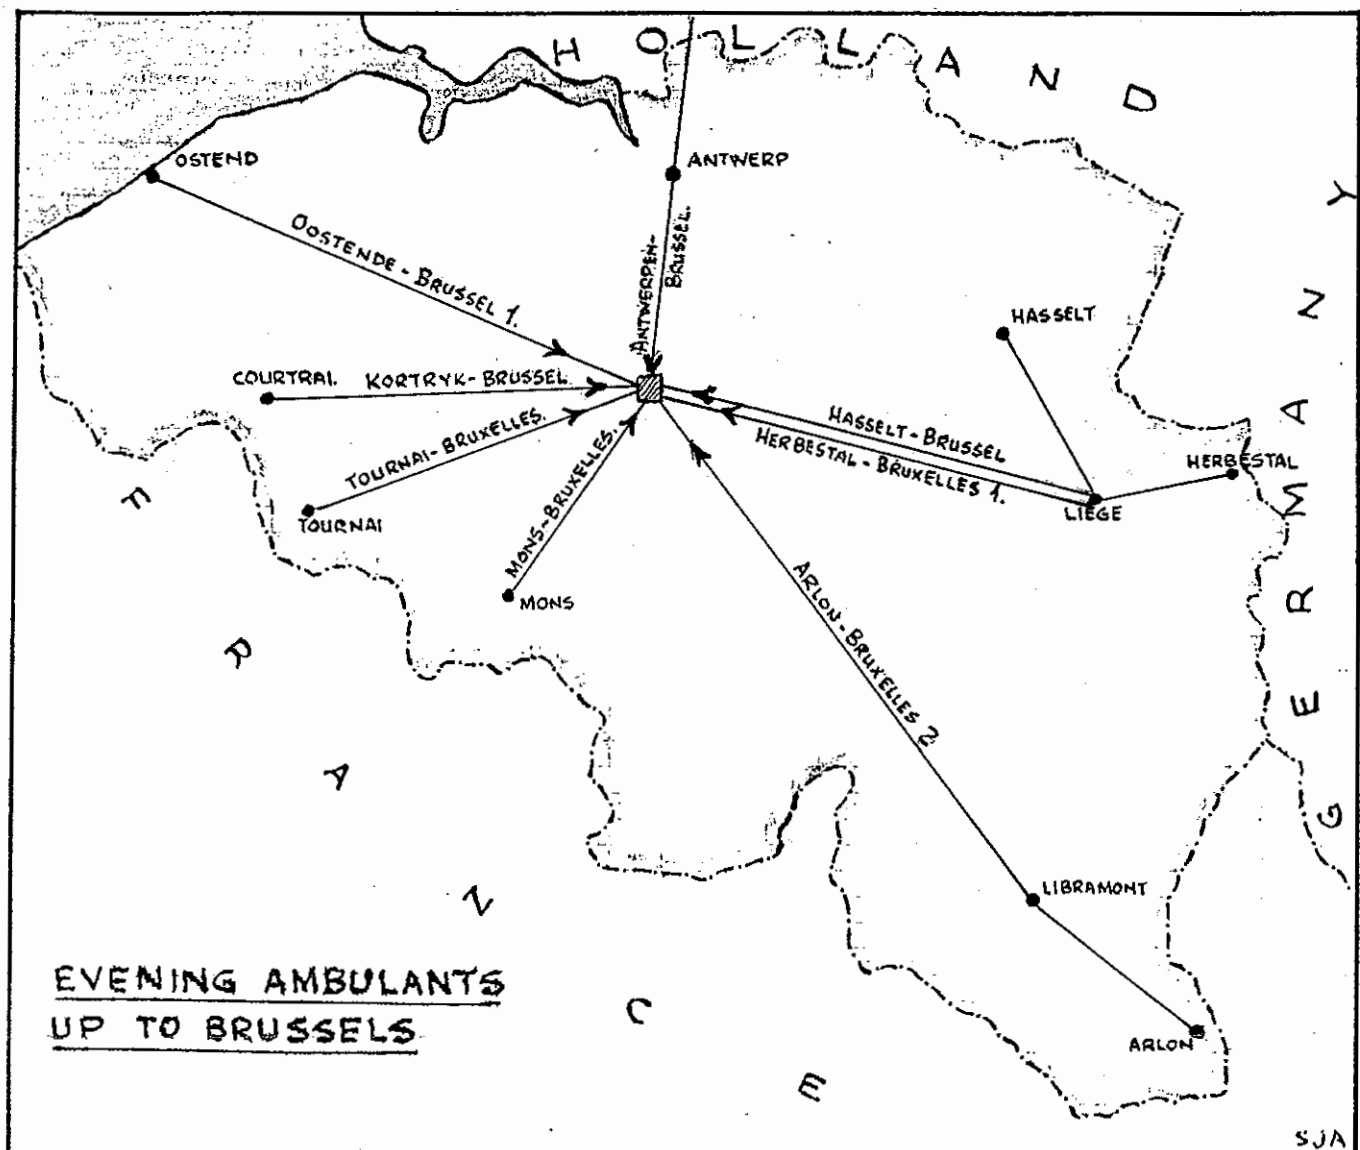 HOLLAND
OSTEND
ANTWERP
OOSTENDE-BRUSSEL 1.
ANTWERPEN-
BRUSSEL.
HASSELT
COURTRAI.
KORTRYK-BRUSSEL
HASSELT-BRUSSEL
HERBESTAL-BRUXELLES 1.
HERBESTAL
TOURNAI-BRUXELLES.
LIEGE
TOURNAI
MONS-BRUXELLES.
MONS
ARLON-BRUXELLES 2
GERMANY
FRANCE
LIBRAMONT
ARLON
EVENING AMBULANTS
UP TO BRUSSELS
SJA